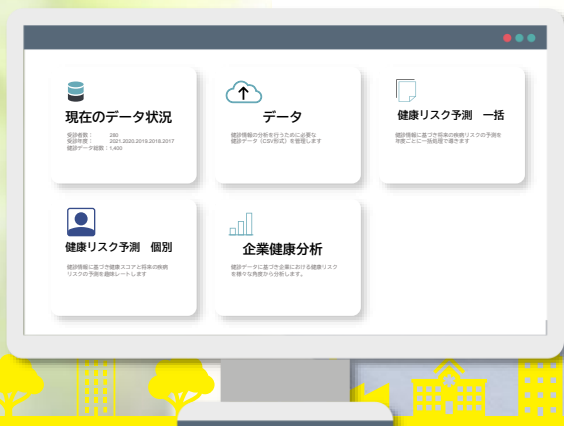 現在のデータ状況
受診者数： 280
受診年度： 2021.2020.2019.2018.2017
健診データ総数：1,400
データ
健診情報の分析を行うために必要な
健診データ（CSV形式）を管理します
健康リスク予測 一括
健診情報に基づき将来の疾病リスクの予測を
年度ごとに一括処理で導きます
健康リスク予測 個別
健診情報に基づき健康スコアと将来の疾病
リスクの予測を
レートします
企業健康分析
健診データに基づき企業における健康リスク
を様々な角度から分析します。